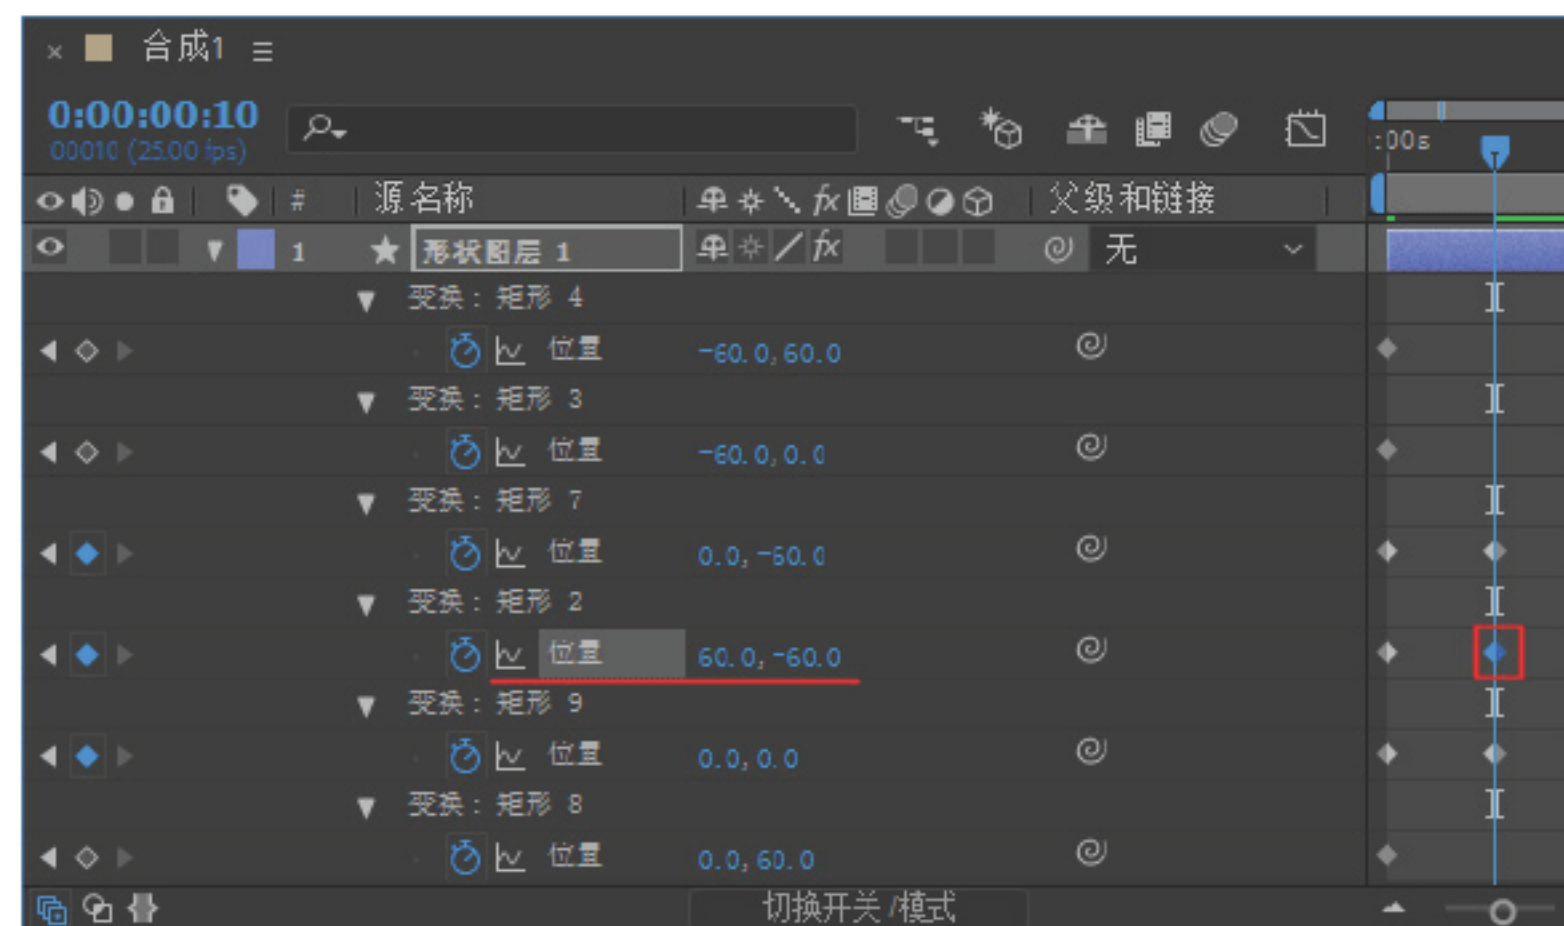 合成1
0:00:00:10
00010 (25.00 fps)
:00s
# 源名称 fx 父级和链接
1 形状图层 1 fx 无
变换：矩形 4
位置 -60.0,60.0
变换：矩形 3
位置 -60.0,0.0
变换：矩形 7
位置 0.0,-60.0
变换：矩形 2
位置 60.0,-60.0
变换：矩形 9
位置 0.0,0.0
变换：矩形 8
位置 0.0,60.0
切换开关/模式